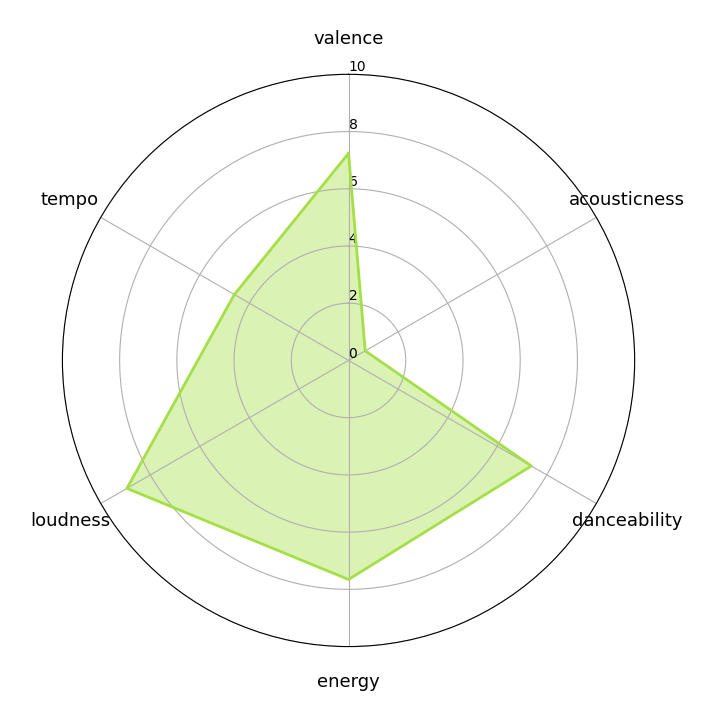 valence
10
8
6
4
2
0
tempo
acousticness
loudness
danceability
energy